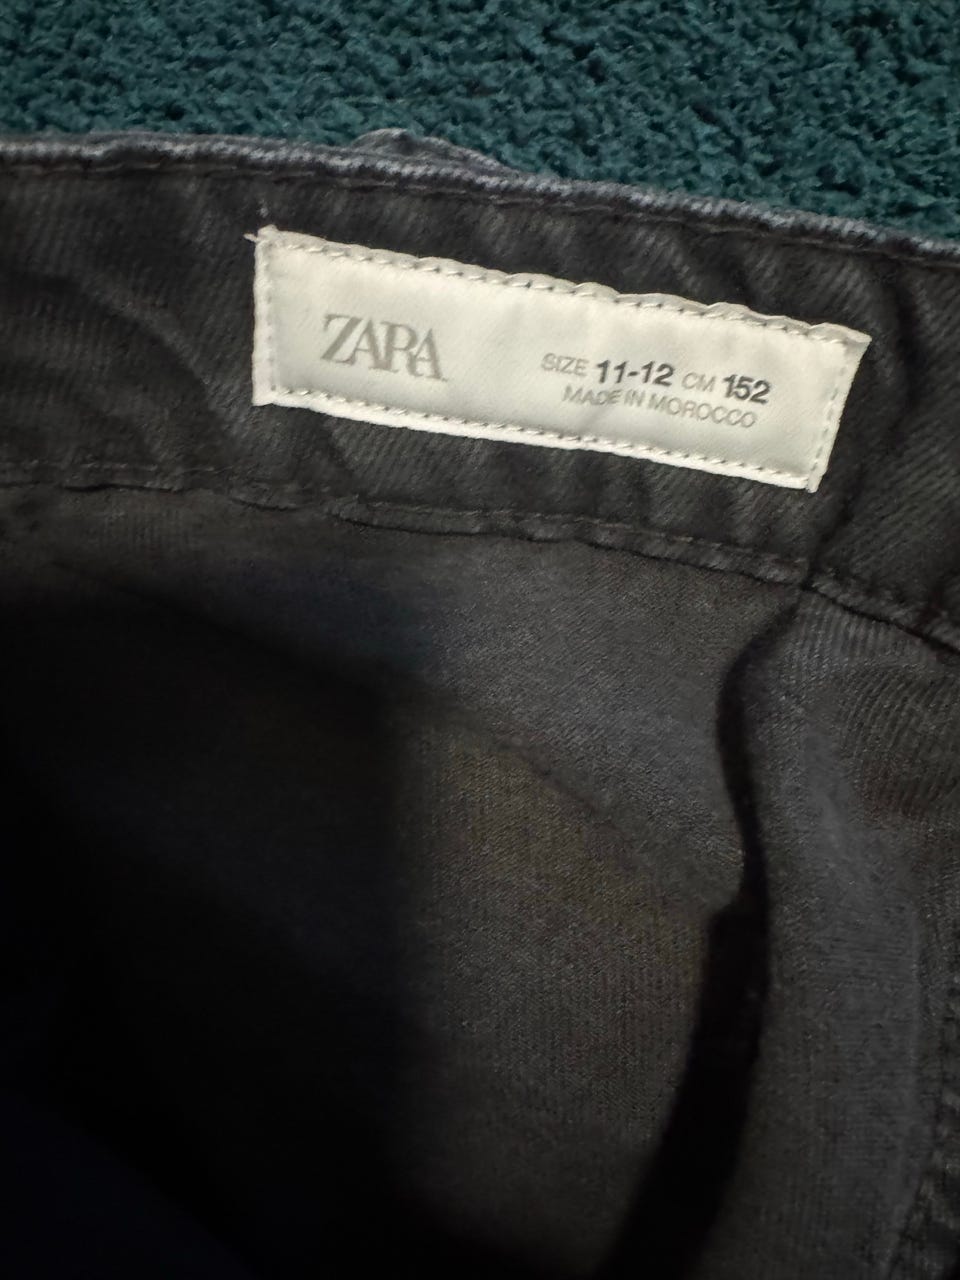 ZARA
SIZE 11-12 CM 152
MADE IN MOROCCO